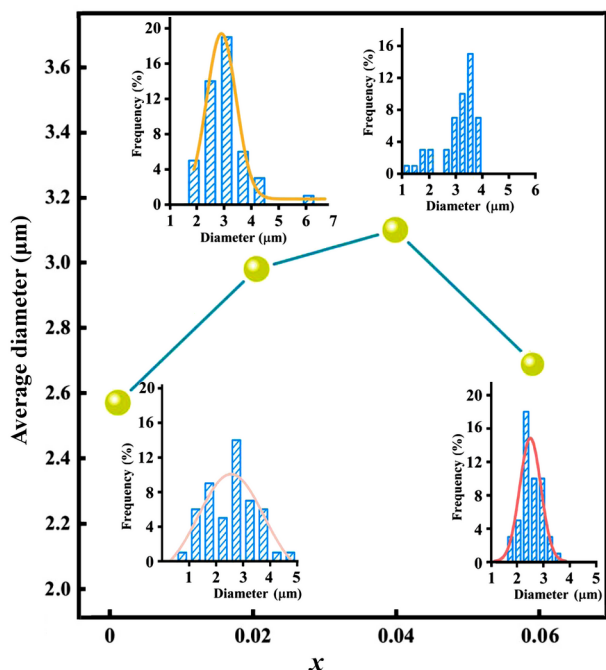 Average diameter (μm)
3.6
3.4
3.2
3.0
2.8
2.6
2.4
2.2
2.0
0 0.02 0.04 0.06
x
Frequency (%)
20
16
12
8
4
0
1 2 3 4 5 6 7
Diameter (μm)
Frequency (%)
16
12
8
4
0
1 2 3 4 5 6
Diameter (μm)
Frequency (%)
20
16
12
8
4
0
1 2 3 4 5
Diameter (μm)
Frequency (%)
20
16
12
8
4
0
1 2 3 4 5
Diameter (μm)